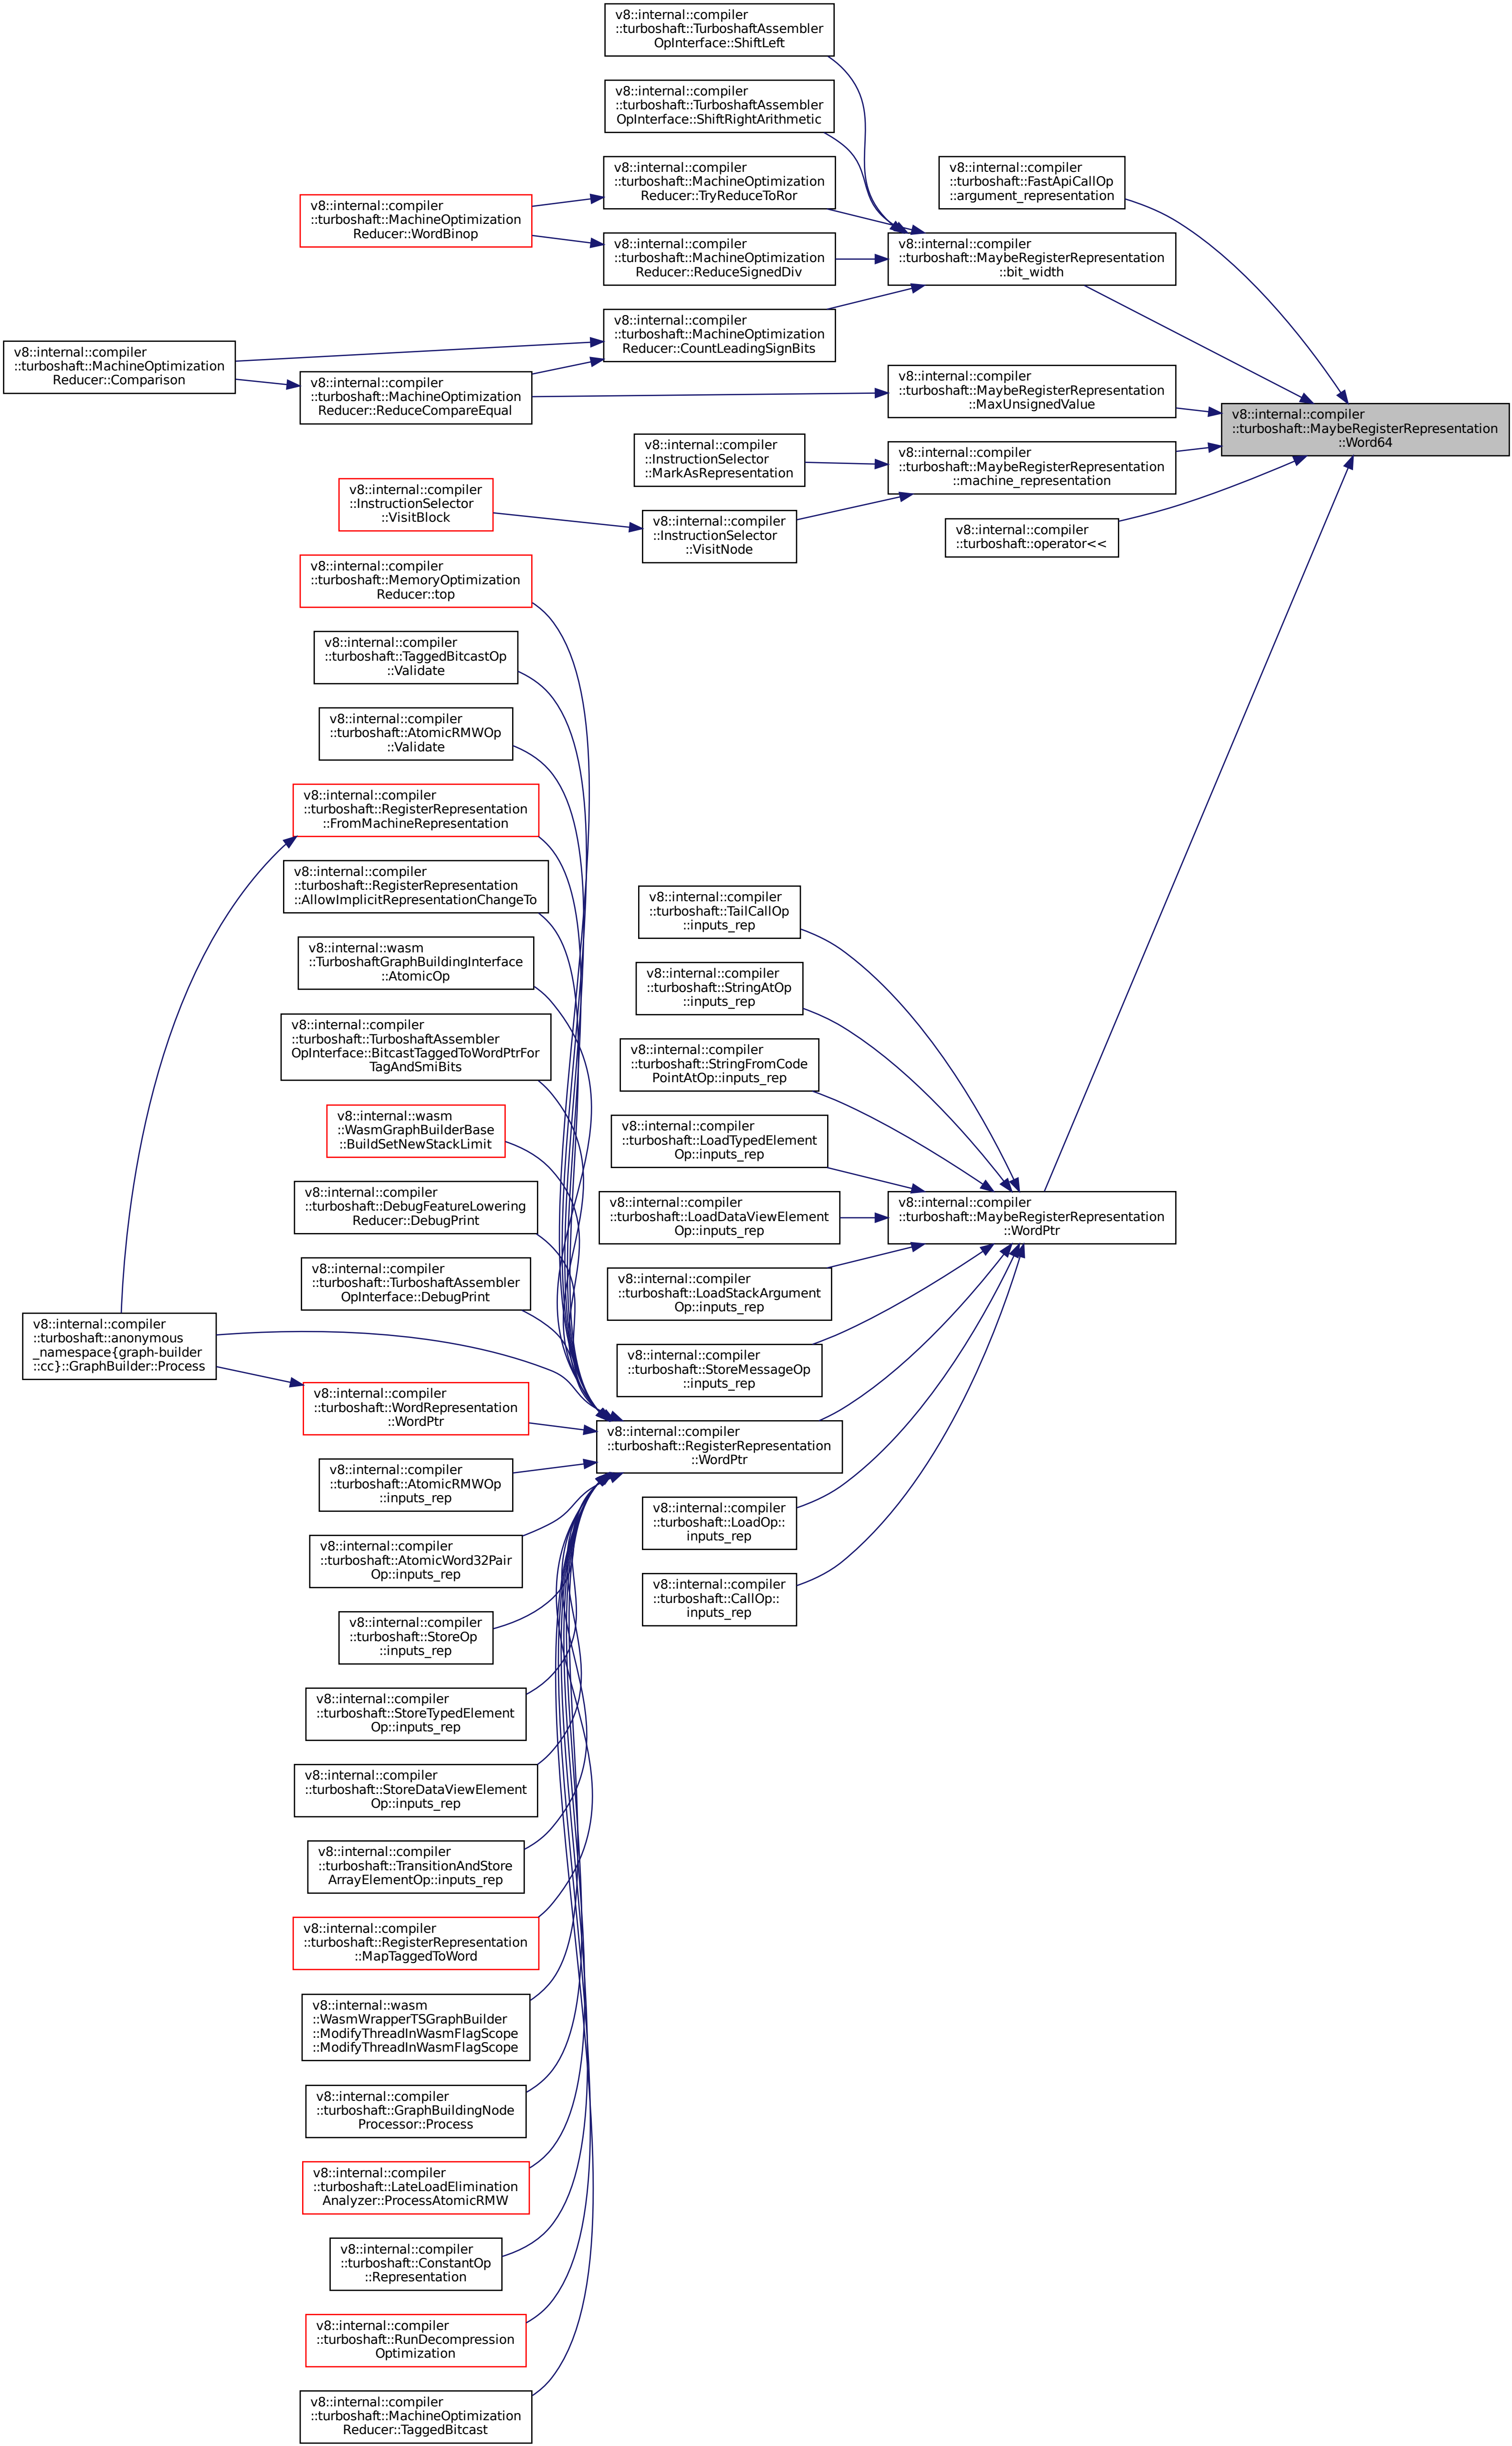 v8::internal::compiler
::turboshaft::TurboshaftAssembler
OpInterface::ShiftLeft
v8::internal::compiler
::turboshaft::TurboshaftAssembler
OpInterface::ShiftRightArithmetic
v8::internal::compiler
::turboshaft::MachineOptimization
Reducer::TryReduceToRor
v8::internal::compiler
::turboshaft::FastApiCallOp
::argument_representation
v8::internal::compiler
::turboshaft::MachineOptimization
Reducer::WordBinop
v8::internal::compiler
::turboshaft::MachineOptimization
Reducer::ReduceSignedDiv
v8::internal::compiler
::turboshaft::MaybeRegisterRepresentation
::bit_width
v8::internal::compiler
::turboshaft::MachineOptimization
Reducer::CountLeadingSignBits
v8::internal::compiler
::turboshaft::MachineOptimization
Reducer::Comparison
v8::internal::compiler
::turboshaft::MachineOptimization
Reducer::ReduceCompareEqual
v8::internal::compiler
::turboshaft::MaybeRegisterRepresentation
::MaxUnsignedValue
v8::internal::compiler
::turboshaft::MaybeRegisterRepresentation
::Word64
v8::internal::compiler
::InstructionSelector
::MarkAsRepresentation
v8::internal::compiler
::turboshaft::MaybeRegisterRepresentation
::machine_representation
v8::internal::compiler
::InstructionSelector
::VisitBlock
v8::internal::compiler
::InstructionSelector
::VisitNode
v8::internal::compiler
::turboshaft::operator<<
v8::internal::compiler
::turboshaft::MemoryOptimization
Reducer::top
v8::internal::compiler
::turboshaft::TaggedBitcastOp
::Validate
v8::internal::compiler
::turboshaft::AtomicRMWOp
::Validate
v8::internal::compiler
::turboshaft::RegisterRepresentation
::FromMachineRepresentation
v8::internal::compiler
::turboshaft::RegisterRepresentation
::AllowImplicitRepresentationChangeTo
v8::internal::compiler
::turboshaft::TailCallOp
::inputs_rep
v8::internal::wasm
::TurboshaftGraphBuildingInterface
::AtomicOp
v8::internal::compiler
::turboshaft::StringAtOp
::inputs_rep
v8::internal::compiler
::turboshaft::TurboshaftAssembler
OpInterface::BitcastTaggedToWordPtrFor
TagAndSmiBits
v8::internal::compiler
::turboshaft::StringFromCode
PointAtOp::inputs_rep
v8::internal::wasm
::WasmGraphBuilderBase
::BuildSetNewStackLimit
v8::internal::compiler
::turboshaft::LoadTypedElement
Op::inputs_rep
v8::internal::compiler
::turboshaft::DebugFeatureLowering
Reducer::DebugPrint
v8::internal::compiler
::turboshaft::LoadDataViewElement
Op::inputs_rep
v8::internal::compiler
::turboshaft::MaybeRegisterRepresentation
::WordPtr
v8::internal::compiler
::turboshaft::TurboshaftAssembler
OpInterface::DebugPrint
v8::internal::compiler
::turboshaft::LoadStackArgument
Op::inputs_rep
v8::internal::compiler
::turboshaft::anonymous
_namespace{graph-builder
::cc}::GraphBuilder::Process
v8::internal::compiler
::turboshaft::StoreMessageOp
::inputs_rep
v8::internal::compiler
::turboshaft::WordRepresentation
::WordPtr
v8::internal::compiler
::turboshaft::RegisterRepresentation
::WordPtr
v8::internal::compiler
::turboshaft::AtomicRMWOp
::inputs_rep
v8::internal::compiler
::turboshaft::LoadOp::
inputs_rep
v8::internal::compiler
::turboshaft::AtomicWord32Pair
Op::inputs_rep
v8::internal::compiler
::turboshaft::CallOp::
inputs_rep
v8::internal::compiler
::turboshaft::StoreOp
::inputs_rep
v8::internal::compiler
::turboshaft::StoreTypedElement
Op::inputs_rep
v8::internal::compiler
::turboshaft::StoreDataViewElement
Op::inputs_rep
v8::internal::compiler
::turboshaft::TransitionAndStore
ArrayElementOp::inputs_rep
v8::internal::compiler
::turboshaft::RegisterRepresentation
::MapTaggedToWord
v8::internal::wasm
::WasmWrapperTSGraphBuilder
::ModifyThreadInWasmFlagScope
::ModifyThreadInWasmFlagScope
v8::internal::compiler
::turboshaft::GraphBuildingNode
Processor::Process
v8::internal::compiler
::turboshaft::LateLoadElimination
Analyzer::ProcessAtomicRMW
v8::internal::compiler
::turboshaft::ConstantOp
::Representation
v8::internal::compiler
::turboshaft::RunDecompression
Optimization
v8::internal::compiler
::turboshaft::MachineOptimization
Reducer::TaggedBitcast